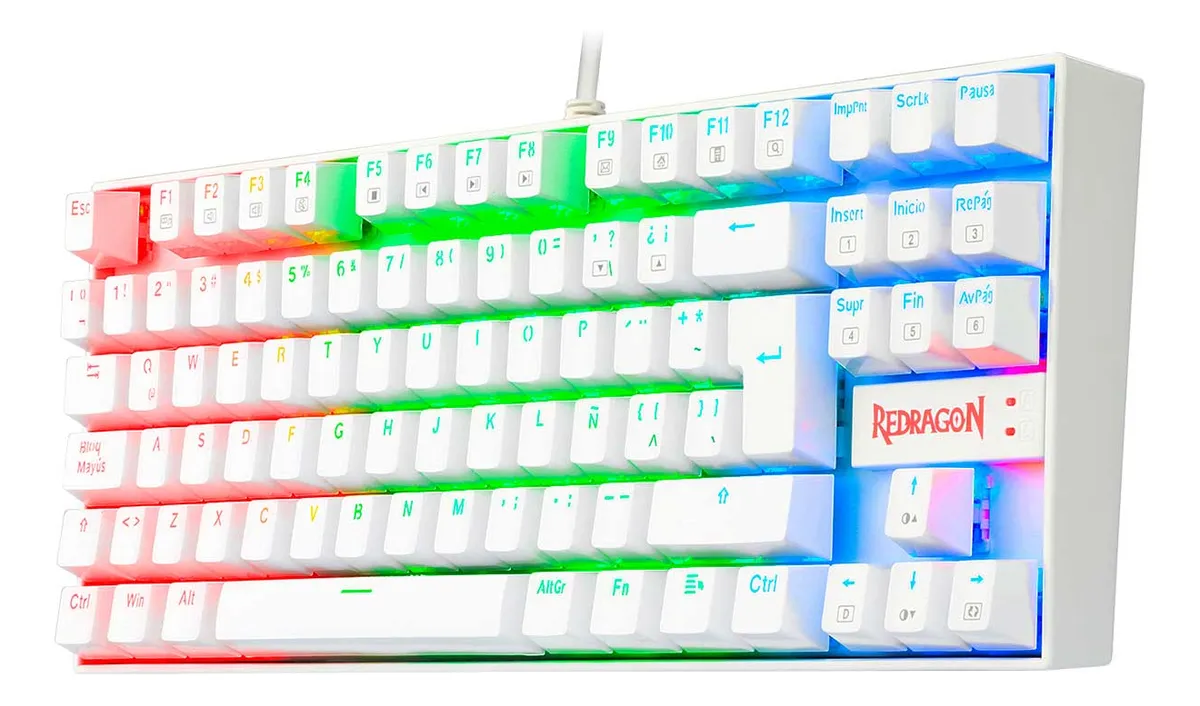 Esc F1 F2 F3 F4 F5 F6 F7 F8 F9 F10 F11 F12 ImpPnt ScrLk Pausa
1 ! 2 " 3 # 4 $ 5 % 6 & 7 / 8 ( 9 ) 0 = ' ? \ ¿ ¡ ← Insert 1 Inicio 2 RePág 3
Q @ W E R T Y U I O P ´ ¨ + * ~ Supr 4 Fin 5 AvPág 6
Bloq Mayús A S D F G H J K L Ñ { [ ^ } ] ` ↵ REDRAGON
⇧ < > Z X C V B N M , ; . : - _ ⇧ ↑
Ctrl Win Alt AltGr Fn Ctrl ← D ↓ →